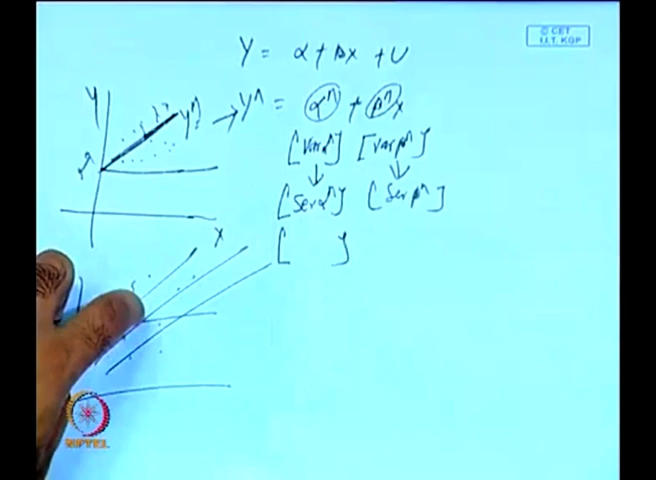 © CET
I.I.T. KGP
Y = α + βX + U
Y^ = α^ + β^x
[Var α^] [Var β^]
[Se α^] [Se β^]
[ ]
Y
Y^
α^
X
NPTEL